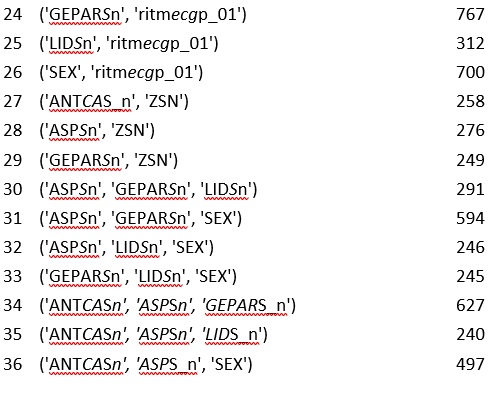 24 ('GEPARSn', 'ritmecgp_01') 767
25 ('LIDSn', 'ritmecgp_01') 312
26 ('SEX', 'ritmecgp_01') 700
27 ('ANTCAS_n', 'ZSN') 258
28 ('ASPSn', 'ZSN') 276
29 ('GEPARSn', 'ZSN') 249
30 ('ASPSn', 'GEPARSn', 'LIDSn') 291
31 ('ASPSn', 'GEPARSn', 'SEX') 594
32 ('ASPSn', 'LIDSn', 'SEX') 246
33 ('GEPARSn', 'LIDSn', 'SEX') 245
34 ('ANTCASn', 'ASPSn', 'GEPARS_n') 627
35 ('ANTCASn', 'ASPSn', 'LIDS_n') 240
36 ('ANTCASn', 'ASPS_n', 'SEX') 497